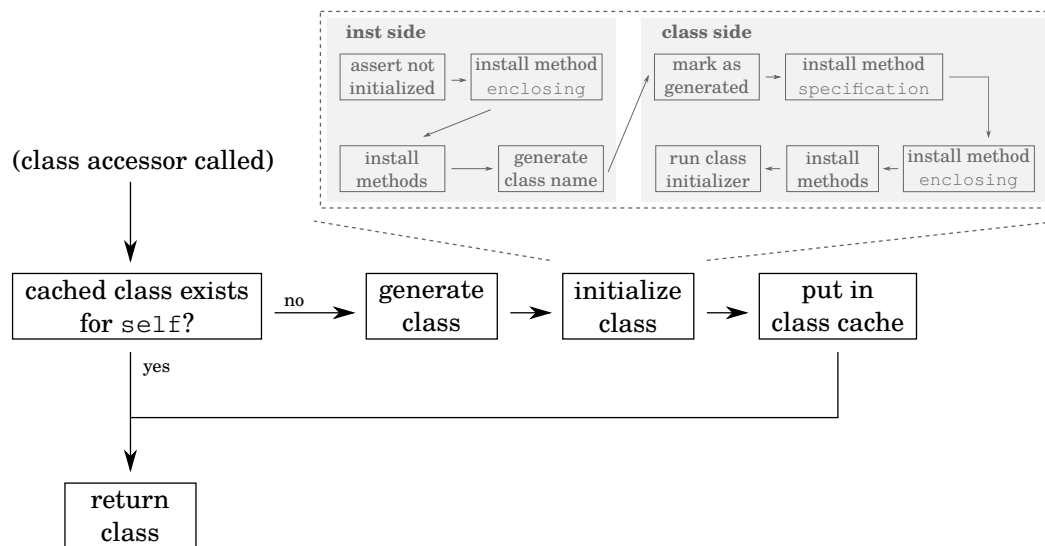 inst side
class side
assert not
initialized
install method
enclosing
mark as
generated
install method
specification
install
methods
generate
class name
run class
initializer
install
methods
install method
enclosing
(class accessor called)
cached class exists
for self?
no
generate
class
initialize
class
put in
class cache
yes
return
class